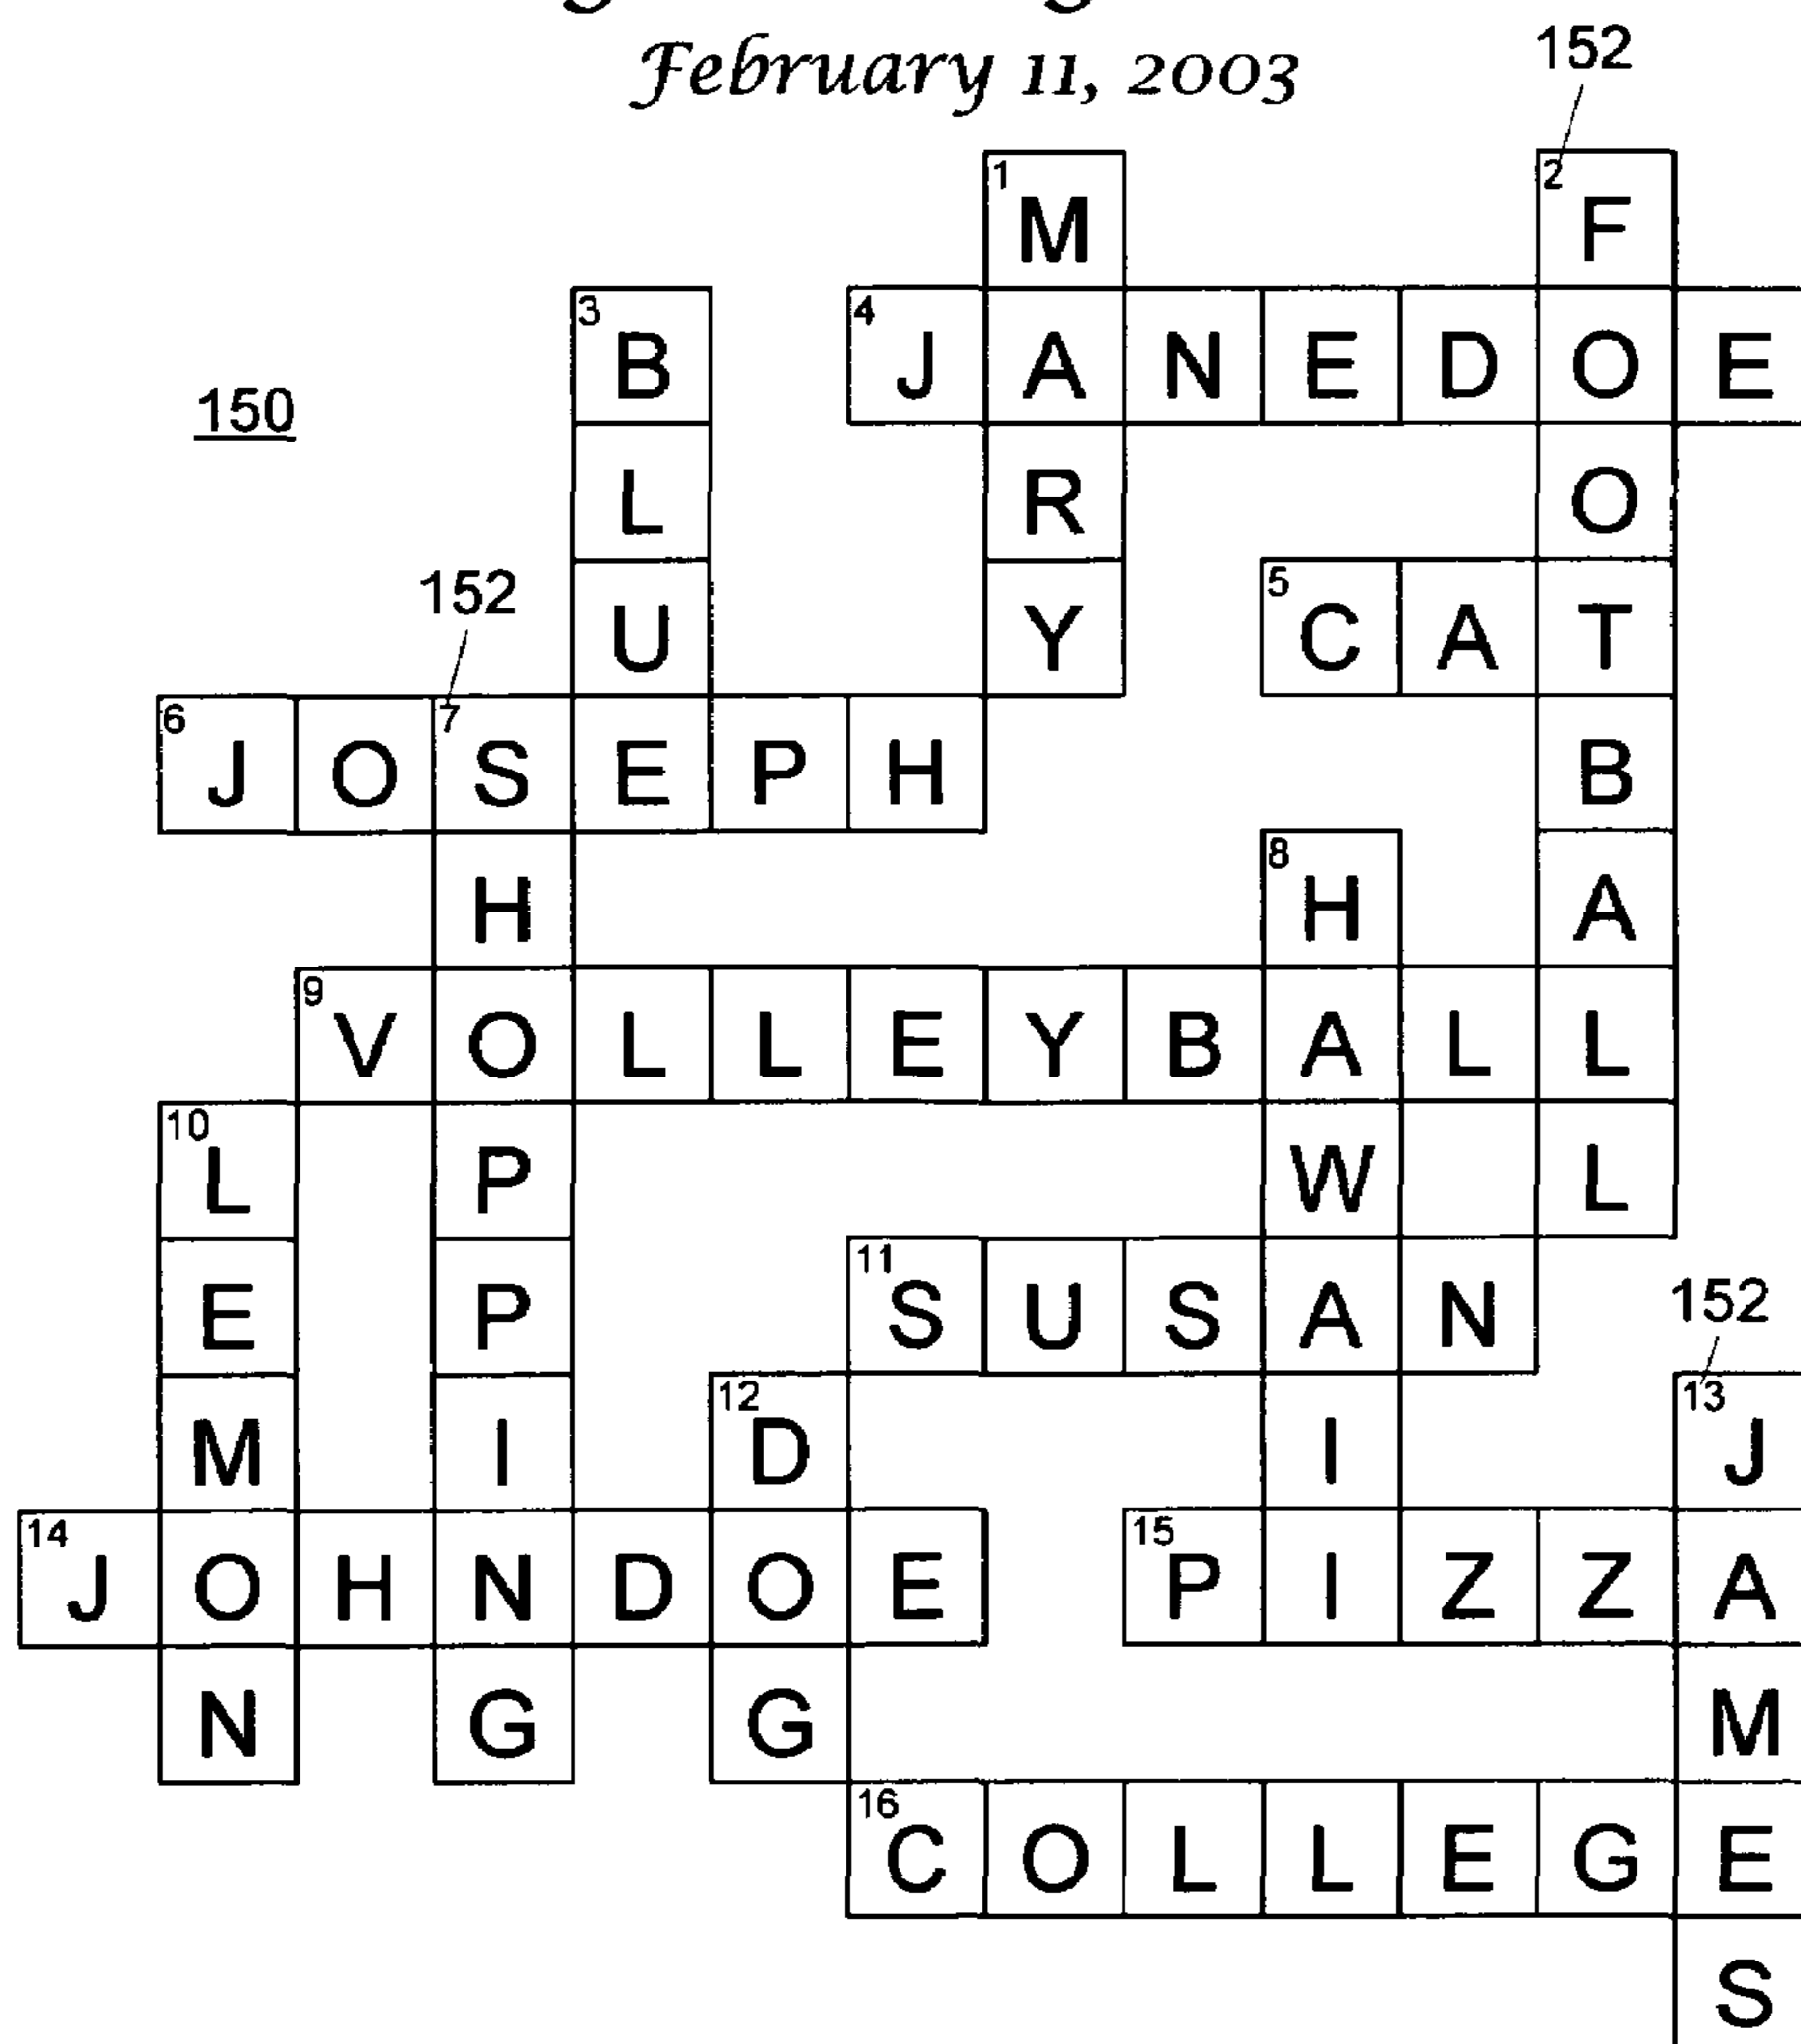 February 11, 2003
152
1 M 2 F
3 B 4 J A N E D O E
150
L R O
152
U Y 5 C A T
6 J O 7 S E P H B
H 8 H A
9 V O L L E Y B A L L
10 L P W L
E P 11 S U S A N
152
M I 12 D I 13 J
14 J O H N D O E 15 P I Z Z A
N G G M
16 C O L L E G E
S